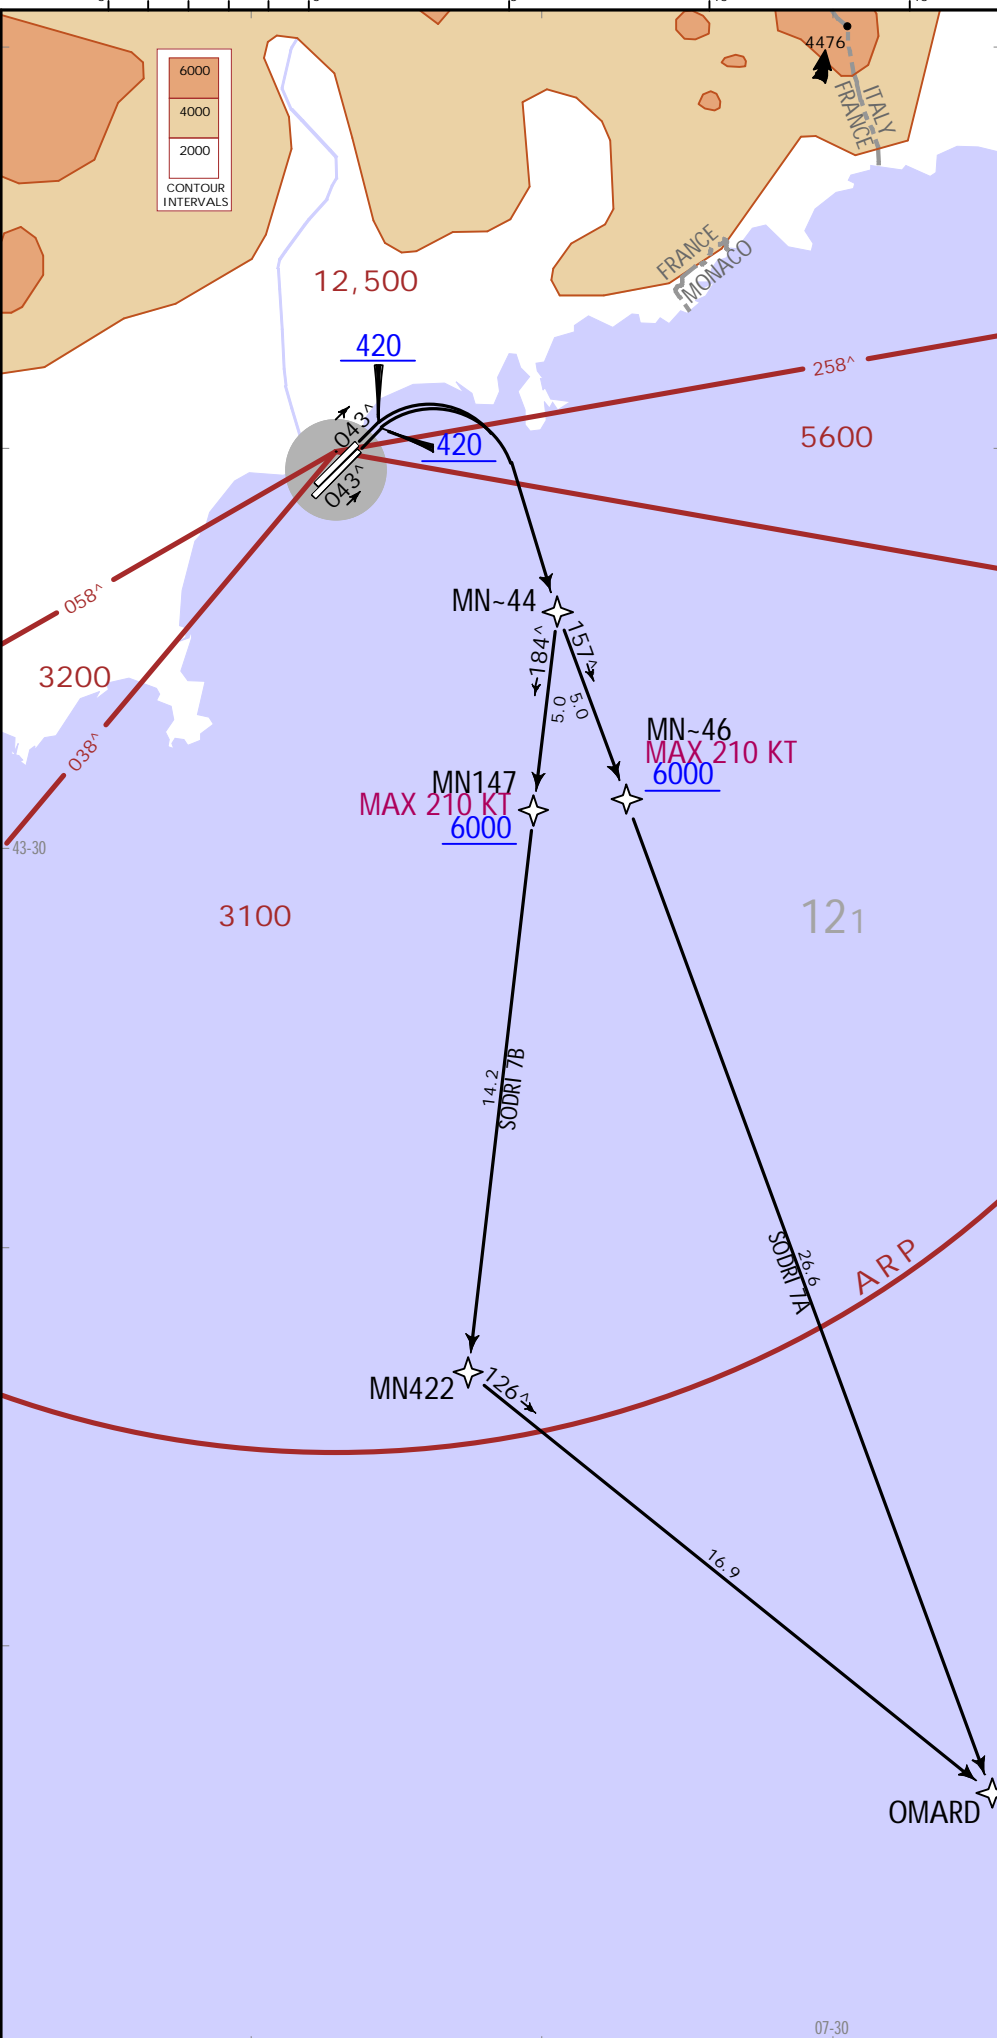 4476
6000
4000
2000
CONTOUR
INTERVALS
ITALY
FRANCE
FRANCE
MONACO
12,500
420
258^
043^
5600
420
043^
058^
MN~44
184^
157^
3200
5.0
5.0
MN~46
MAX 210 KT
6000
038^
MN147
MAX 210 KT
6000
43-30
3100
121
14.2
SODRI 7B
26.6
SODRI 7A
ARP
MN422
126^
16.9
OMARD
07-30